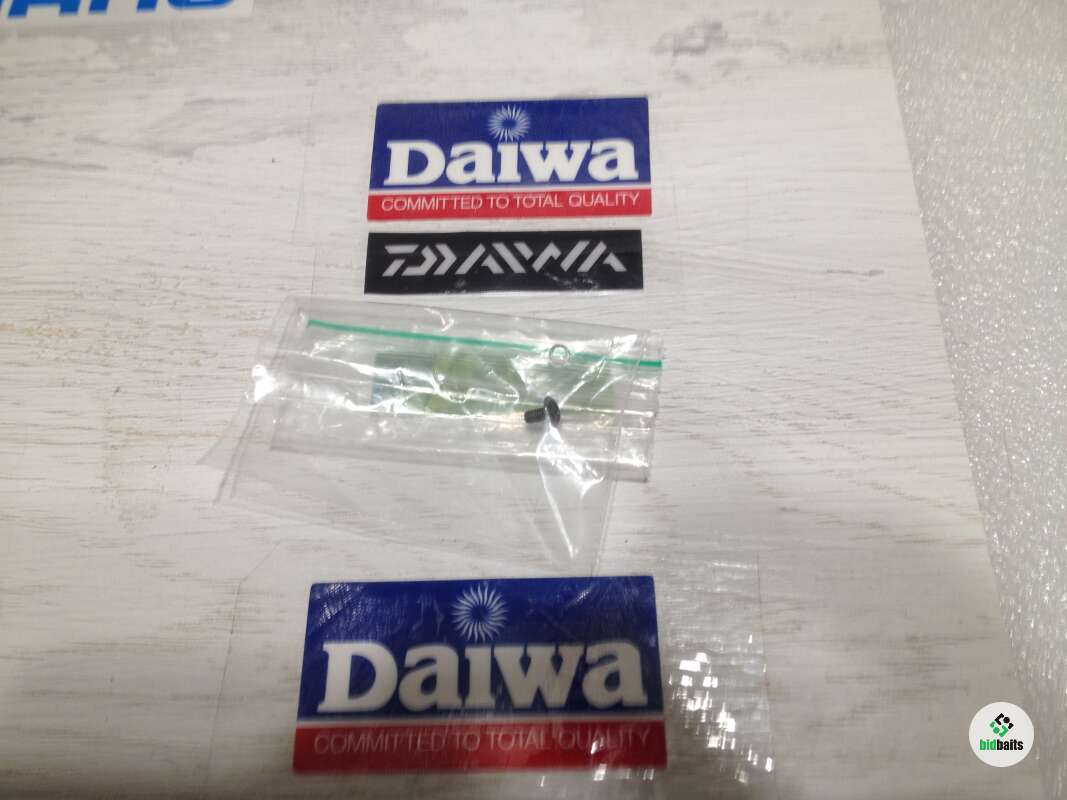 Daiwa
COMMITTED TO TOTAL QUALITY
DAIWA
Daiwa
COMMITTED TO TOTAL QUALITY
bidbaits